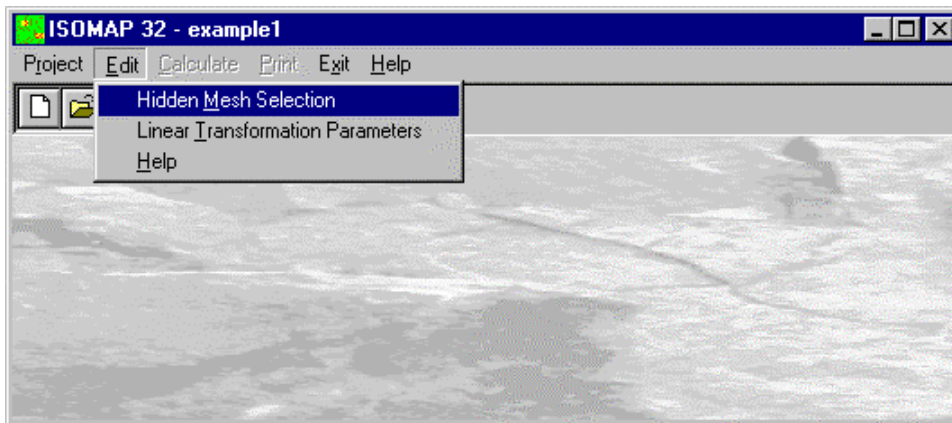 ISOMAP 32 - example1
Project Edit Calculate Print Exit Help
Hidden Mesh Selection
Linear Transformation Parameters
Help